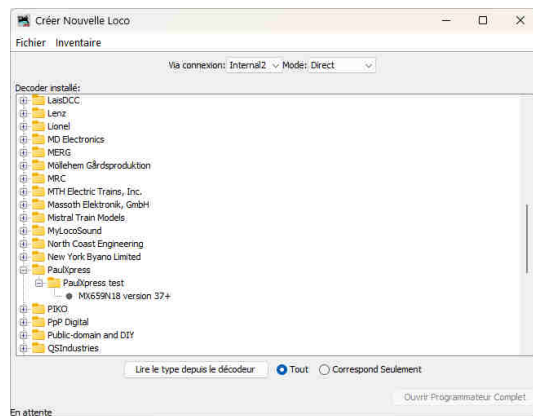 Créer Nouvelle Loco
Fichier Inventaire
Via connexion: Internal2 Mode: Direct
Decoder installé:
LaisDCC
Lenz
Lionel
MD Electronics
MERG
Möllehem Gårdsproduktion
MRC
MTH Electric Trains, Inc.
Massoth Elektronik, GmbH
Mistral Train Models
MyLocoSound
North Coast Engineering
New York Byano Limited
PaulXpress
PaulXpress test
MX659N18 version 37+
PIKO
PpP Digital
Public-domain and DIY
QSIndustries
Lire le type depuis le décodeur Tout Correspond Seulement
Ouvrir Programmateur Complet
En attente